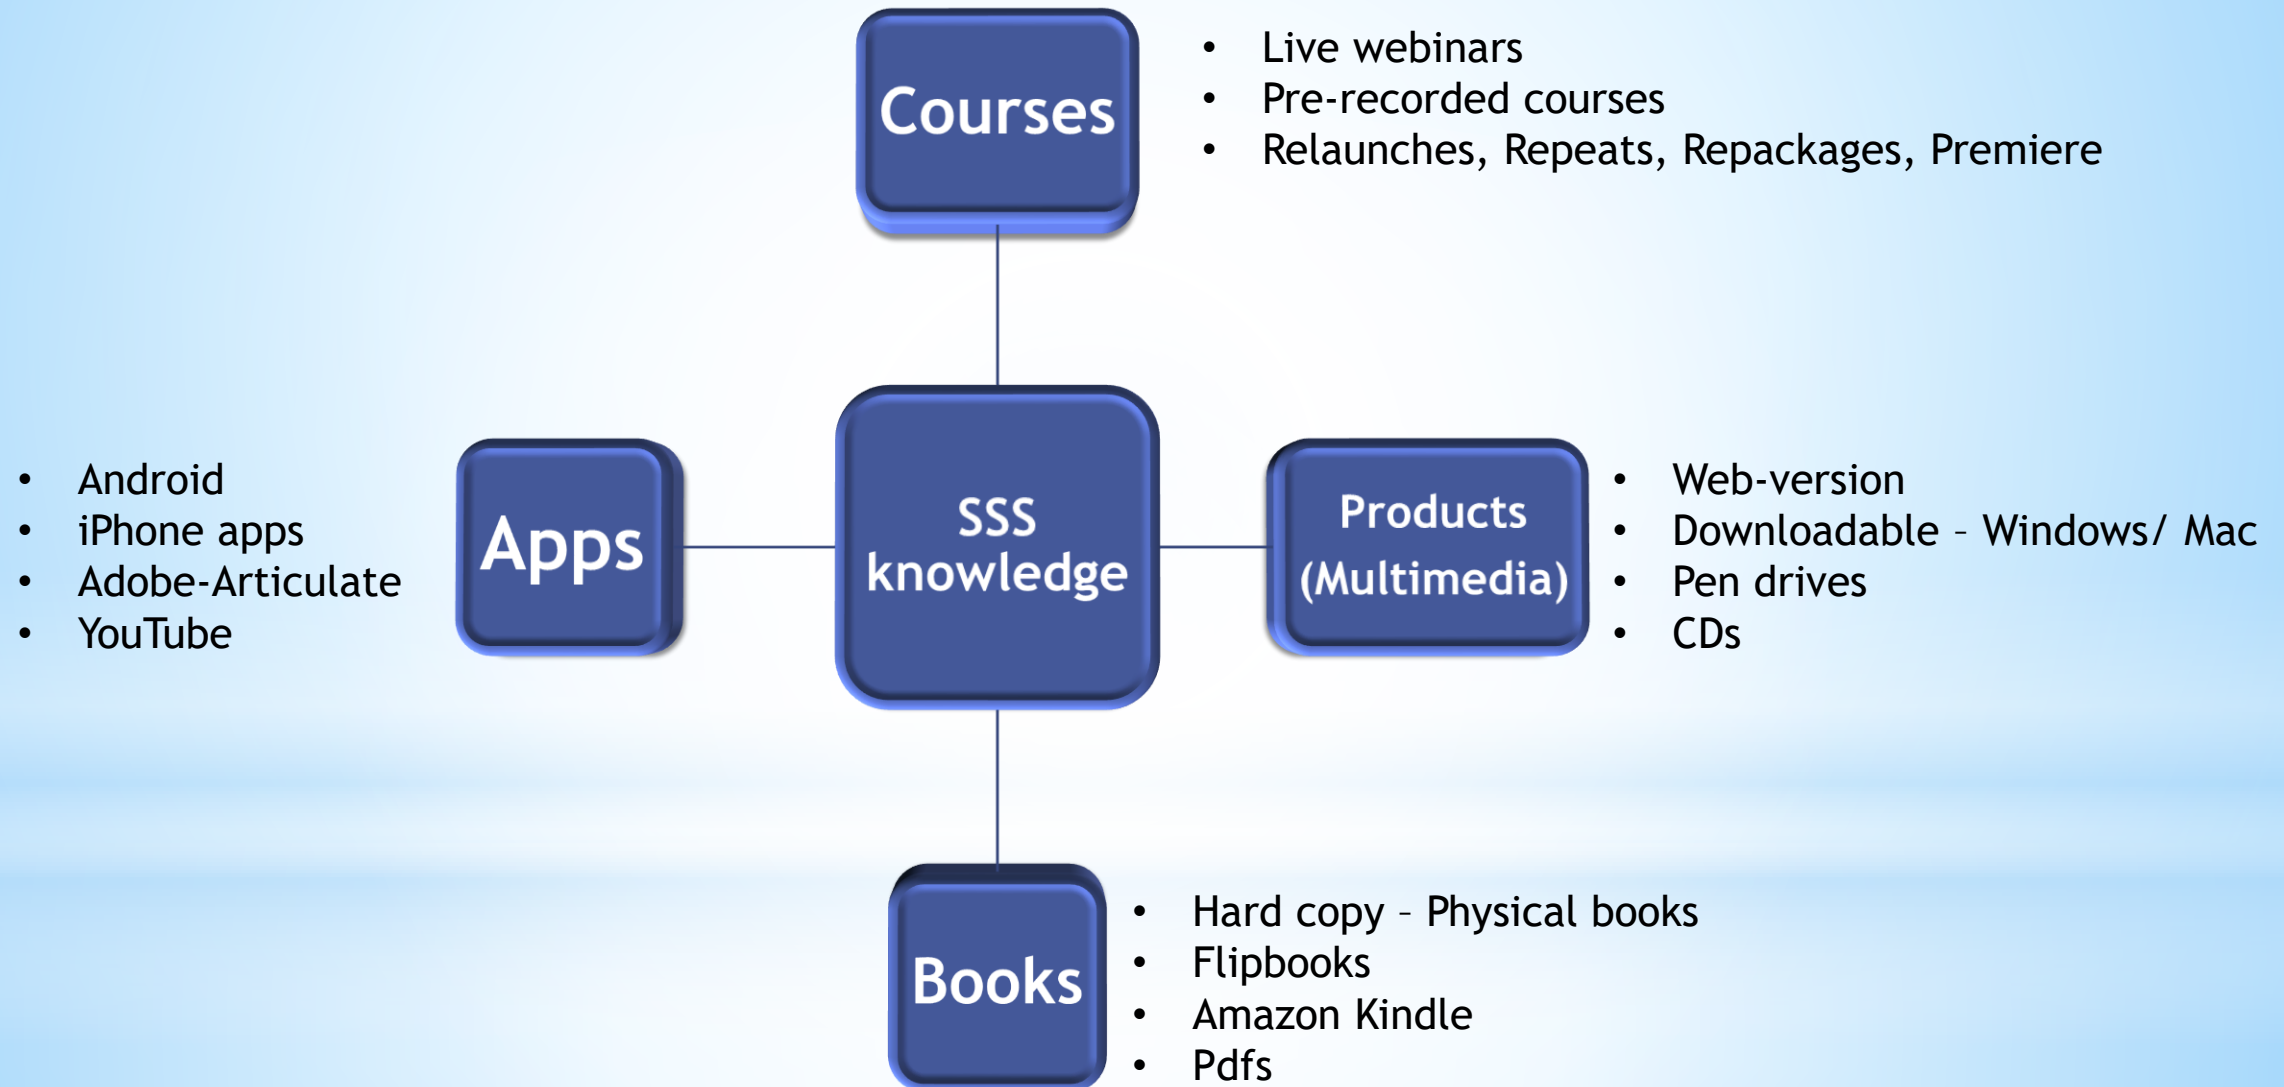 Courses
• Live webinars
• Pre-recorded courses
• Relaunches, Repeats, Repackages, Premiere
• Android
• iPhone apps
• Adobe-Articulate
• YouTube
Apps
SSS
knowledge
Products
(Multimedia)
• Web-version
• Downloadable – Windows/ Mac
• Pen drives
• CDs
Books
• Hard copy – Physical books
• Flipbooks
• Amazon Kindle
• Pdfs